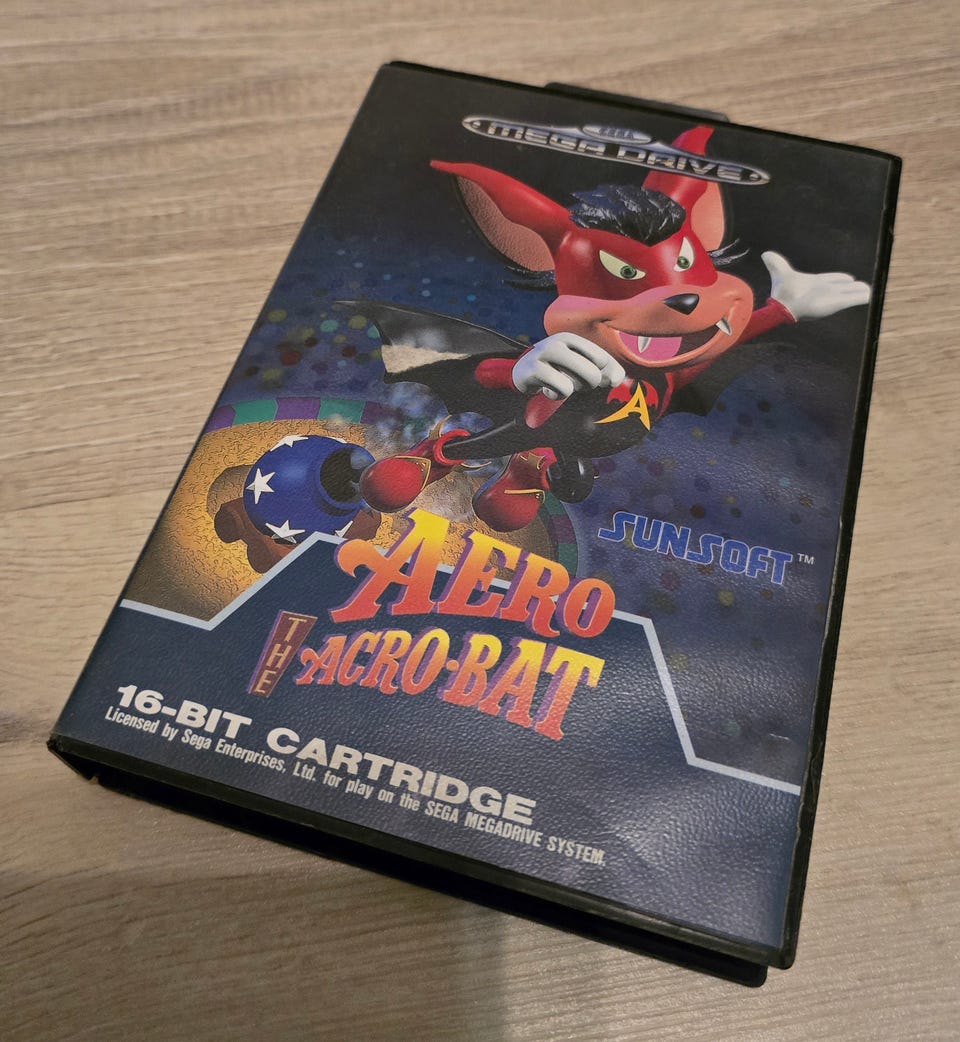 SEGA
MEGA DRIVE
A
SUNSOFT™
AERO
THE
ACRO·BAT
16-BIT CARTRIDGE
Licensed by Sega Enterprises, Ltd. for play on the SEGA MEGADRIVE SYSTEM.